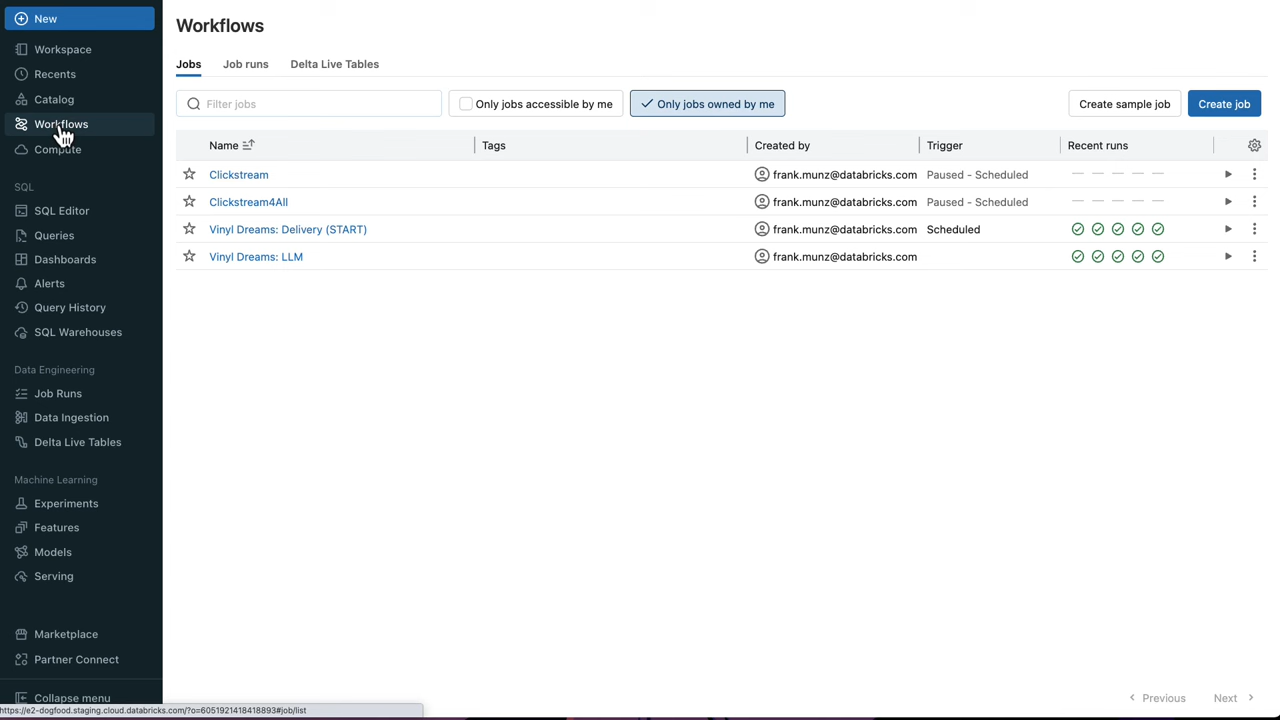 New
Workspace
Recents
Catalog
Workflows
Compute
SQL
SQL Editor
Queries
Dashboards
Alerts
Query History
SQL Warehouses
Data Engineering
Job Runs
Data Ingestion
Delta Live Tables
Machine Learning
Experiments
Features
Models
Serving
Marketplace
Partner Connect
Collapse menu
https://e2-dogfood.staging.cloud.databricks.com/?o=6051921418418893#job/list
Workflows
Jobs Job runs Delta Live Tables
Filter jobs Only jobs accessible by me Only jobs owned by me Create sample job Create job
Name Tags Created by Trigger Recent runs
Clickstream frank.munz@databricks.com Paused - Scheduled
Clickstream4All frank.munz@databricks.com Paused - Scheduled
Vinyl Dreams: Delivery (START) frank.munz@databricks.com Scheduled
Vinyl Dreams: LLM frank.munz@databricks.com
Previous Next